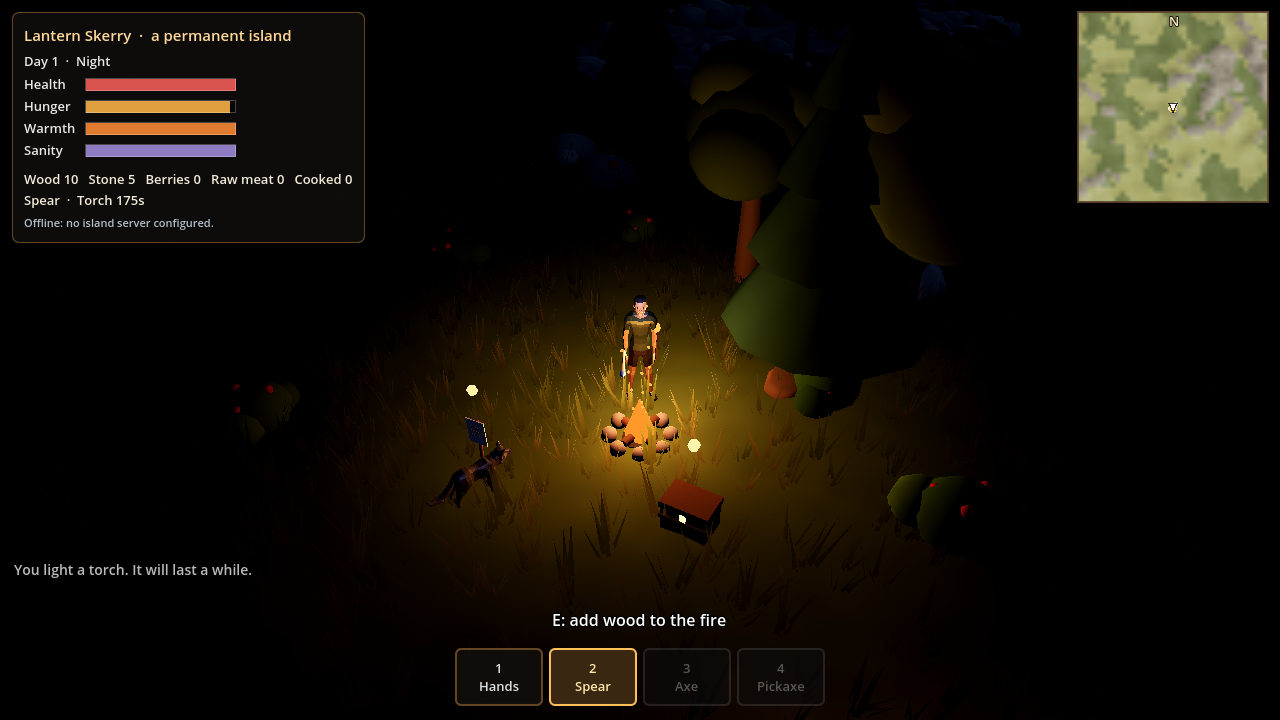 Lantern Skerry · a permanent island
Day 1 · Night
Health
Hunger
Warmth
Sanity
Wood 10 Stone 5 Berries 0 Raw meat 0 Cooked 0
Spear · Torch 175s
Offline: no island server configured.
N
You light a torch. It will last a while.
E: add wood to the fire
1 2 3 4
Hands Spear Axe Pickaxe